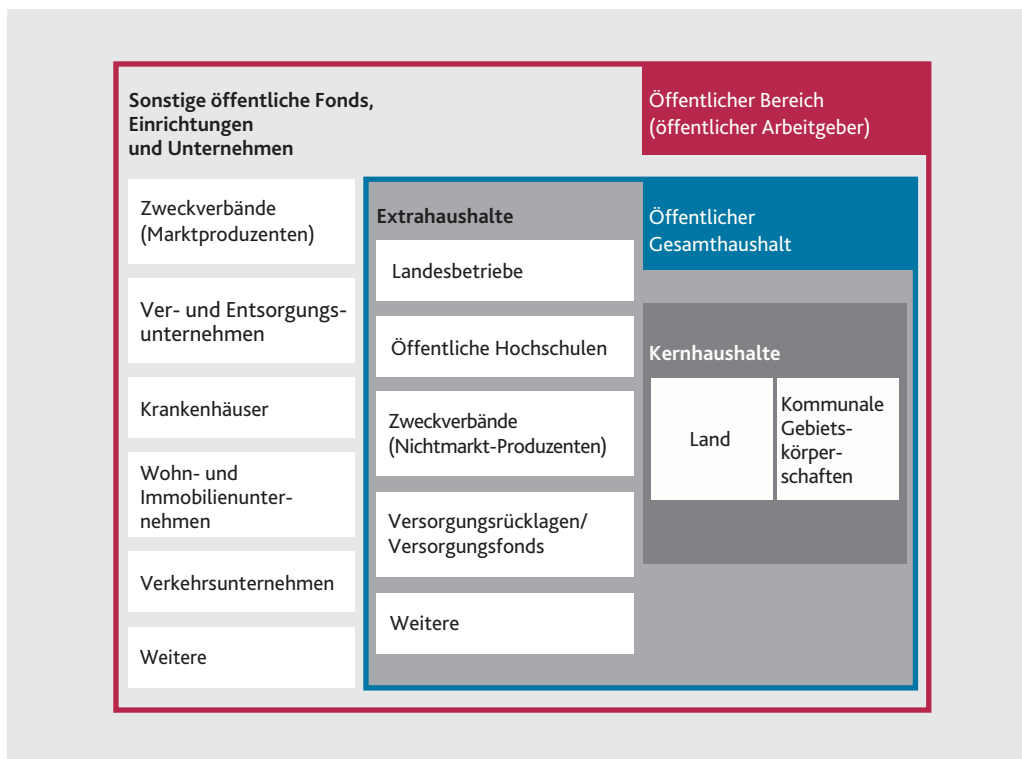 Sonstige öffentliche Fonds,
Einrichtungen
und Unternehmen
Öffentlicher Bereich
(öffentlicher Arbeitgeber)
Zweckverbände
(Marktproduzenten)
Ver- und Entsorgungs-
unternehmen
Krankenhäuser
Wohn- und
Immobilienunter-
nehmen
Verkehrsunternehmen
Weitere
Extrahaushalte
Landesbetriebe
Öffentliche Hochschulen
Zweckverbände
(Nichtmarkt-Produzenten)
Versorgungsrücklagen/
Versorgungsfonds
Weitere
Öffentlicher
Gesamthaushalt
Kernhaushalte
Land
Kommunale
Gebiets-
körper-
schaften